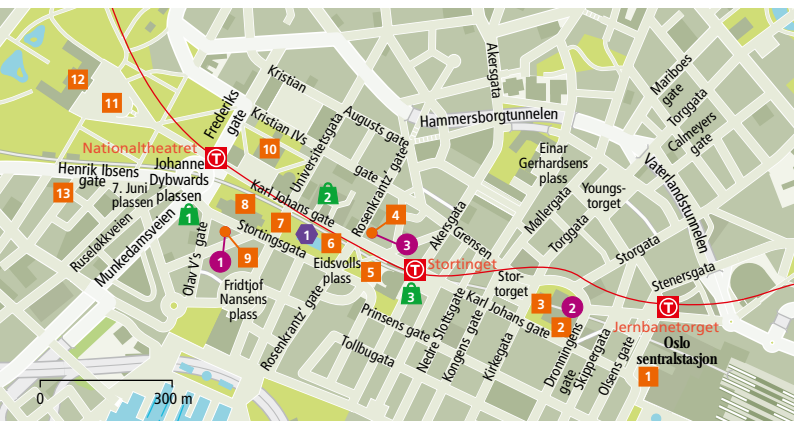 Kristian
Akersgata
Mariboes
gate
Torggata
Calmeyers
gate
12
11
Frederiks
gate
Kristian IVs
Augusts gate
Hammersborgtunnelen
Nationaltheatret
T
10
Universitetsgata
gate
Rosenkrantz' gate
Einar
Gerhardsens
plass
Vaterlandstunnelen
Henrik Ibsens
gate
7. Juni
plassen
Johanne
Dybwards
plassen
13
Karl Johans gate
2
Youngs-
torget
Møllergata
Torggata
8
7
1
6
4
3
Akersgata
Grensen
Storgata
Stenersgata
Ruseløkkveien
Munkedamsveien
1
Olav V's gate
Stortingsgata
1
9
Eidsvolls
plass
5
T
Stortinget
3
Stor-
torget
Fridtjof
Nansens
plass
Rosenkrantz' gate
Prinsens gate
Tollbugata
Nedre Slottsgate
Kongens gate
Karl Johans gate
Kirkegata
3
2
2
T
Jernbanetorget
Oslo
sentralstasjon
Dronningens
gate
Skippergata
Olsens gate
1
0
300 m